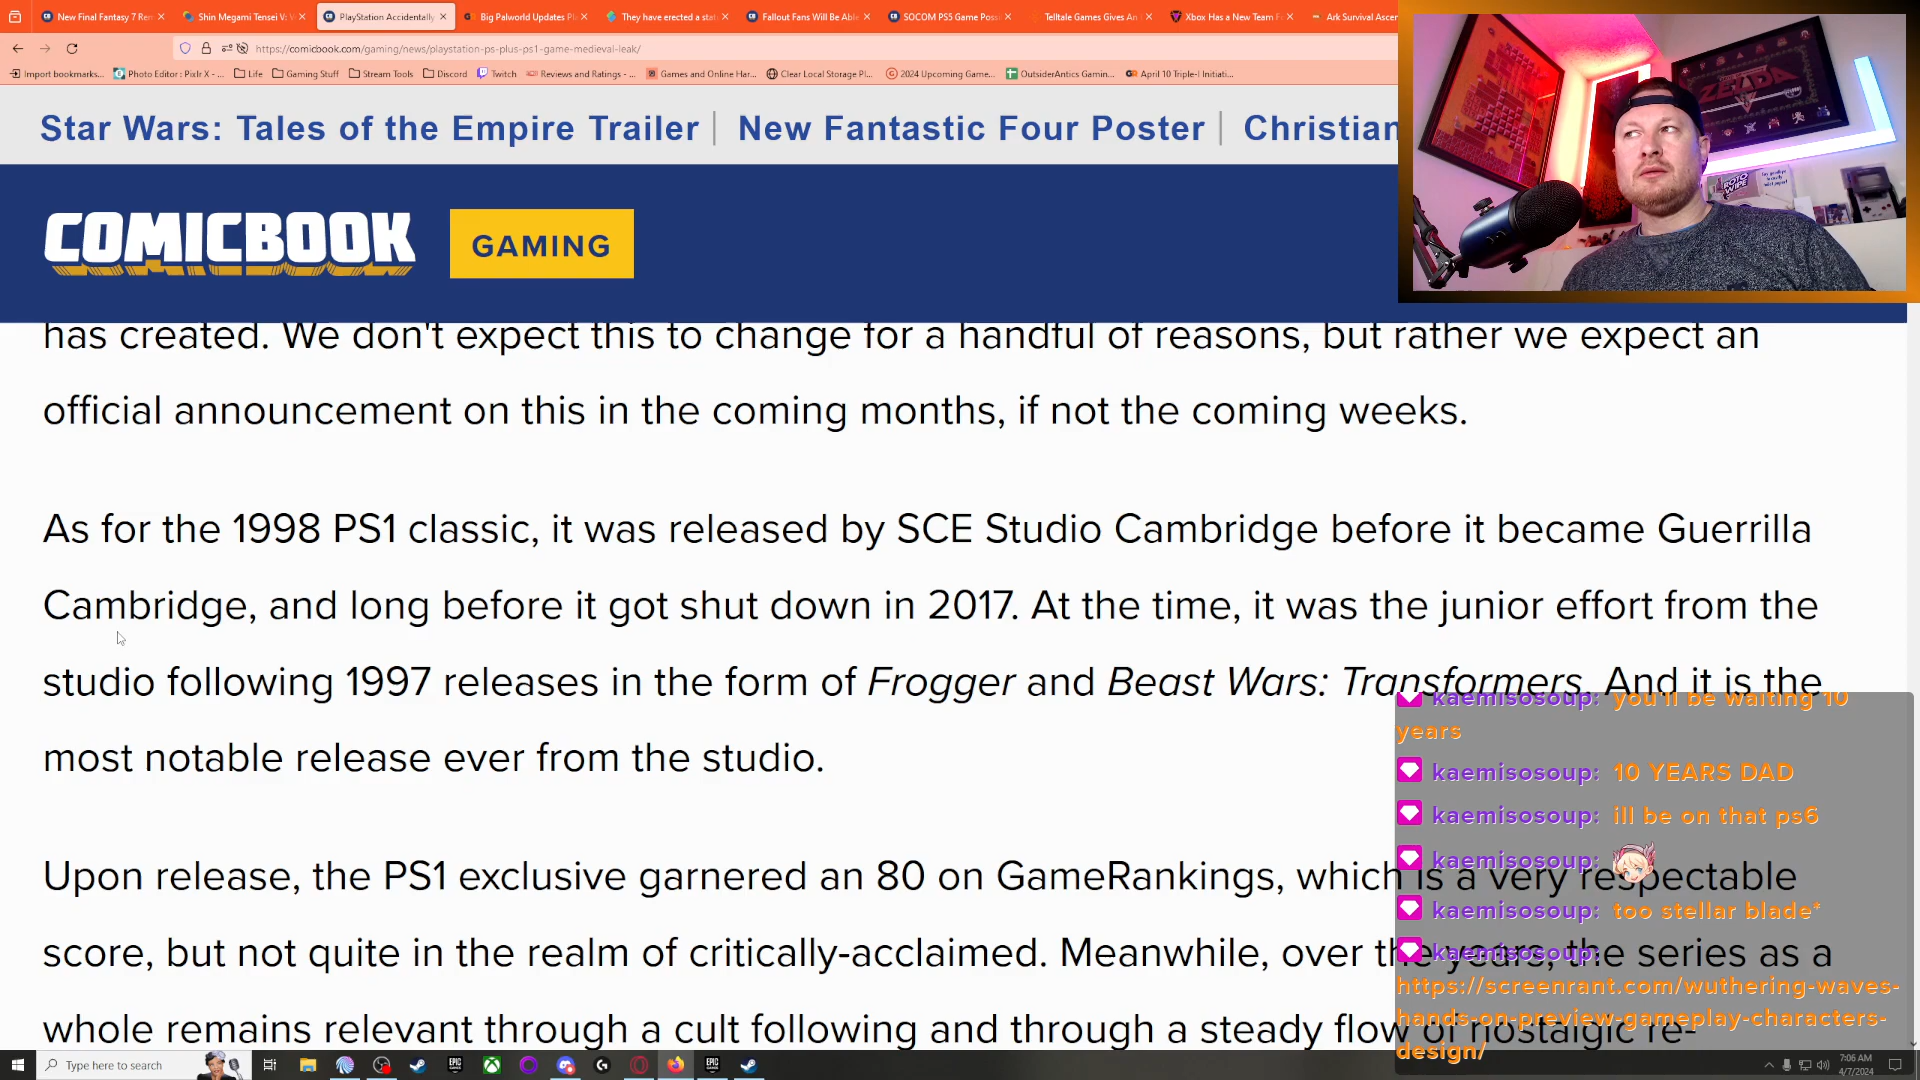 New Final Fantasy 7 Ren
Shin Megami Tensei V: V
PlayStation Accidentally
Big Palworld Updates Pl
They have erected a stat
Fallout Fans Will Be Able
SOCOM PS5 Game Poss
Telltale Games Gives An
Xbox Has a New Team F
Ark Survival Ascen
https://comicbook.com/gaming/news/playstation-ps-plus-ps1-game-medieval-leak/
Import bookmarks...
Photo Editor : Pixlr X - ...
Life
Gaming Stuff
Stream Tools
Discord
Twitch
Reviews and Ratings - ...
Games and Online Har...
Clear Local Storage Pl...
2024 Upcoming Game...
OutsiderAntics Gamin...
April 10 Triple-I Initiati...
Star Wars: Tales of the Empire Trailer
New Fantastic Four Poster
Christian
COMICBOOK
GAMING
has created. We don't expect this to change for a handful of reasons, but rather we expect an
official announcement on this in the coming months, if not the coming weeks.
As for the 1998 PS1 classic, it was released by SCE Studio Cambridge before it became Guerrilla
Cambridge, and long before it got shut down in 2017. At the time, it was the junior effort from the
studio following 1997 releases in the form of Frogger and Beast Wars: Transformers. And it is the
most notable release ever from the studio.
Upon release, the PS1 exclusive garnered an 80 on GameRankings, which is a very respectable
score, but not quite in the realm of critically-acclaimed. Meanwhile, over the years, the series as a
whole remains relevant through a cult following and through a steady flow of nostalgic re-
kaemisosoup: you'll be waiting 10
years
kaemisosoup: 10 YEARS DAD
kaemisosoup: ill be on that ps6
kaemisosoup:
kaemisosoup: too stellar blade*
kaemisosoup:
https://screenrant.com/wuthering-waves-
hands-on-preview-gameplay-characters-
design/
ZELDA
ROTO
WIPE
Type here to search
7:06 AM
4/7/2024